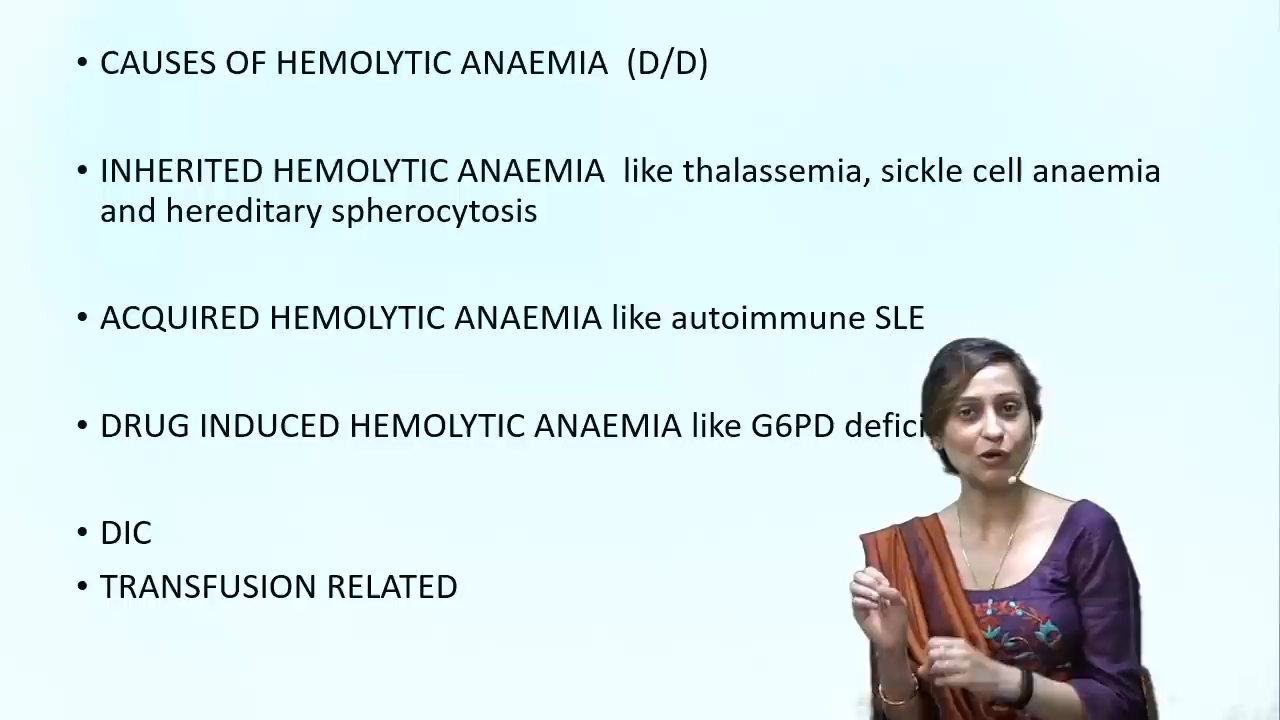 • CAUSES OF HEMOLYTIC ANAEMIA (D/D)
• INHERITED HEMOLYTIC ANAEMIA like thalassemia, sickle cell anaemia
and hereditary spherocytosis
• ACQUIRED HEMOLYTIC ANAEMIA like autoimmune SLE
• DRUG INDUCED HEMOLYTIC ANAEMIA like G6PD
• DIC
• TRANSFUSION RELATED